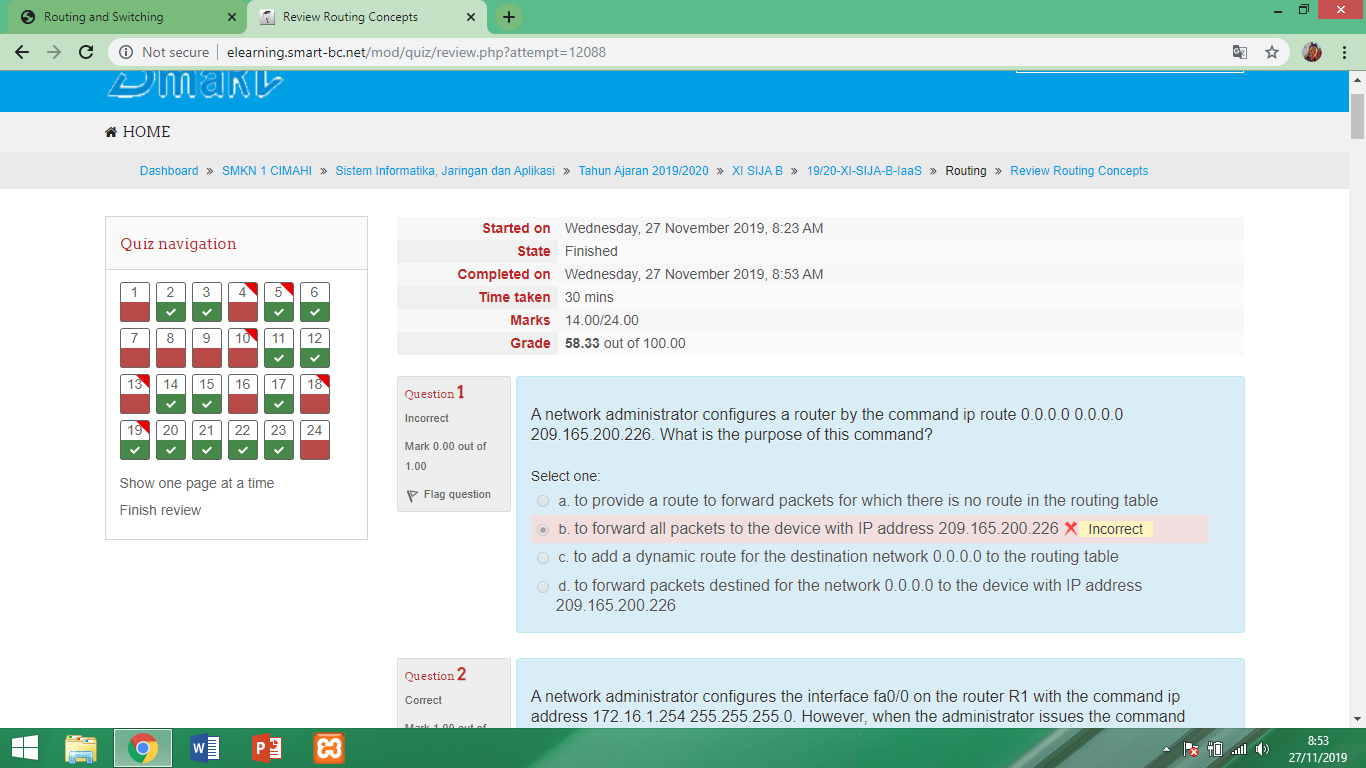 Routing and Switching
Review Routing Concepts
Not secure
elearning.smart-bc.net/mod/quiz/review.php?attempt=12088
Smart
HOME
Dashboard » SMKN 1 CIMAHI » Sistem Informatika, Jaringan dan Aplikasi » Tahun Ajaran 2019/2020 » XI SIJA B » 19/20-XI-SIJA-B-IaaS » Routing » Review Routing Concepts
Quiz navigation
1 2 3 4 5 6
7 8 9 10 11 12
13 14 15 16 17 18
19 20 21 22 23 24
Show one page at a time
Finish review
Started on Wednesday, 27 November 2019, 8:23 AM
State Finished
Completed on Wednesday, 27 November 2019, 8:53 AM
Time taken 30 mins
Marks 14.00/24.00
Grade 58.33 out of 100.00
Question 1
Incorrect
Mark 0.00 out of
1.00
Flag question
A network administrator configures a router by the command ip route 0.0.0.0 0.0.0.0
209.165.200.226. What is the purpose of this command?
Select one:
a. to provide a route to forward packets for which there is no route in the routing table
b. to forward all packets to the device with IP address 209.165.200.226 Incorrect
c. to add a dynamic route for the destination network 0.0.0.0 to the routing table
d. to forward packets destined for the network 0.0.0.0 to the device with IP address
209.165.200.226
Question 2
Correct
Mark 1.00 out of
A network administrator configures the interface fa0/0 on the router R1 with the command ip
address 172.16.1.254 255.255.255.0. However, when the administrator issues the command
8:53
27/11/2019